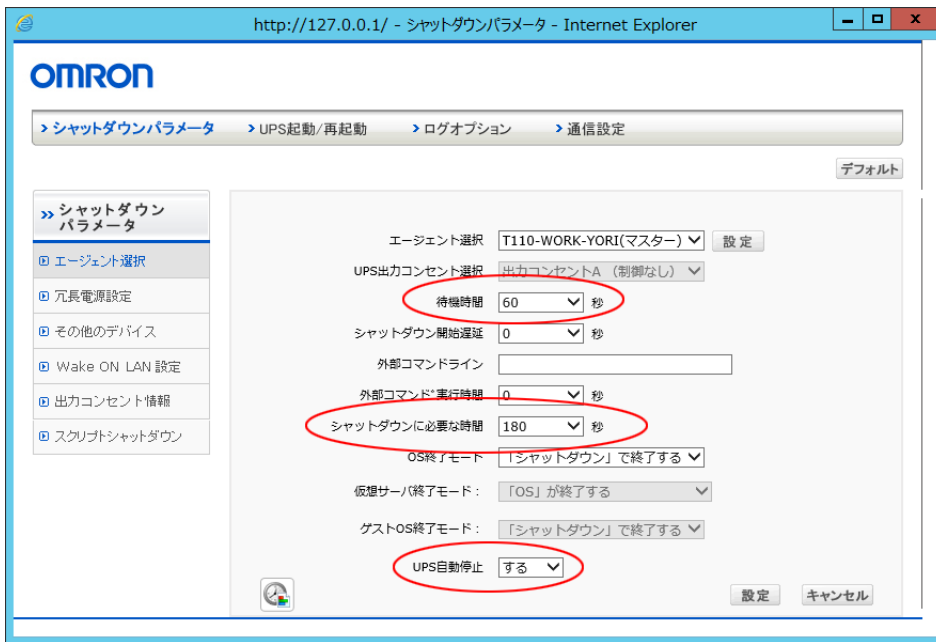 http://127.0.0.1/ - シャットダウンパラメータ - Internet Explorer
OMRON
シャットダウンパラメータ
UPS起動/再起動
ログオプション
通信設定
デフォルト
シャットダウン
パラメータ
エージェント選択
冗長電源設定
その他のデバイス
Wake ON LAN 設定
出力コンセント情報
スクリプトシャットダウン
エージェント選択 T110-WORK-YORI(マスター) 設定
UPS出力コンセント選択 出力コンセントA (制御なし)
待機時間 60 秒
シャットダウン開始遅延 0 秒
外部コマンドライン
外部コマンド*実行時間 0 秒
シャットダウンに必要な時間 180 秒
OS終了モード 「シャットダウン」で終了する
仮想サーバ終了モード： 「OS」が終了する
ゲストOS終了モード： 「シャットダウン」で終了する
UPS自動停止 する
設定 キャンセル